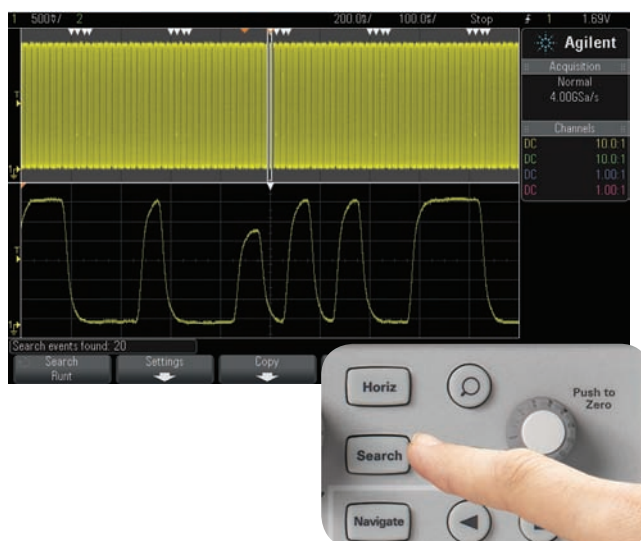 1 500▽/ 2 200.0▽/ 100.0▽/ Stop 1 1.69V
Agilent
Acquisition
Normal
4.00GSa/s
Channels
DC 10.0:1
DC 10.0:1
DC 1.00:1
DC 1.00:1
T
1
T
1
Search events found: 20
Search
Runt
Settings
Copy
Horiz
Push to
Zero
Search
Navigate